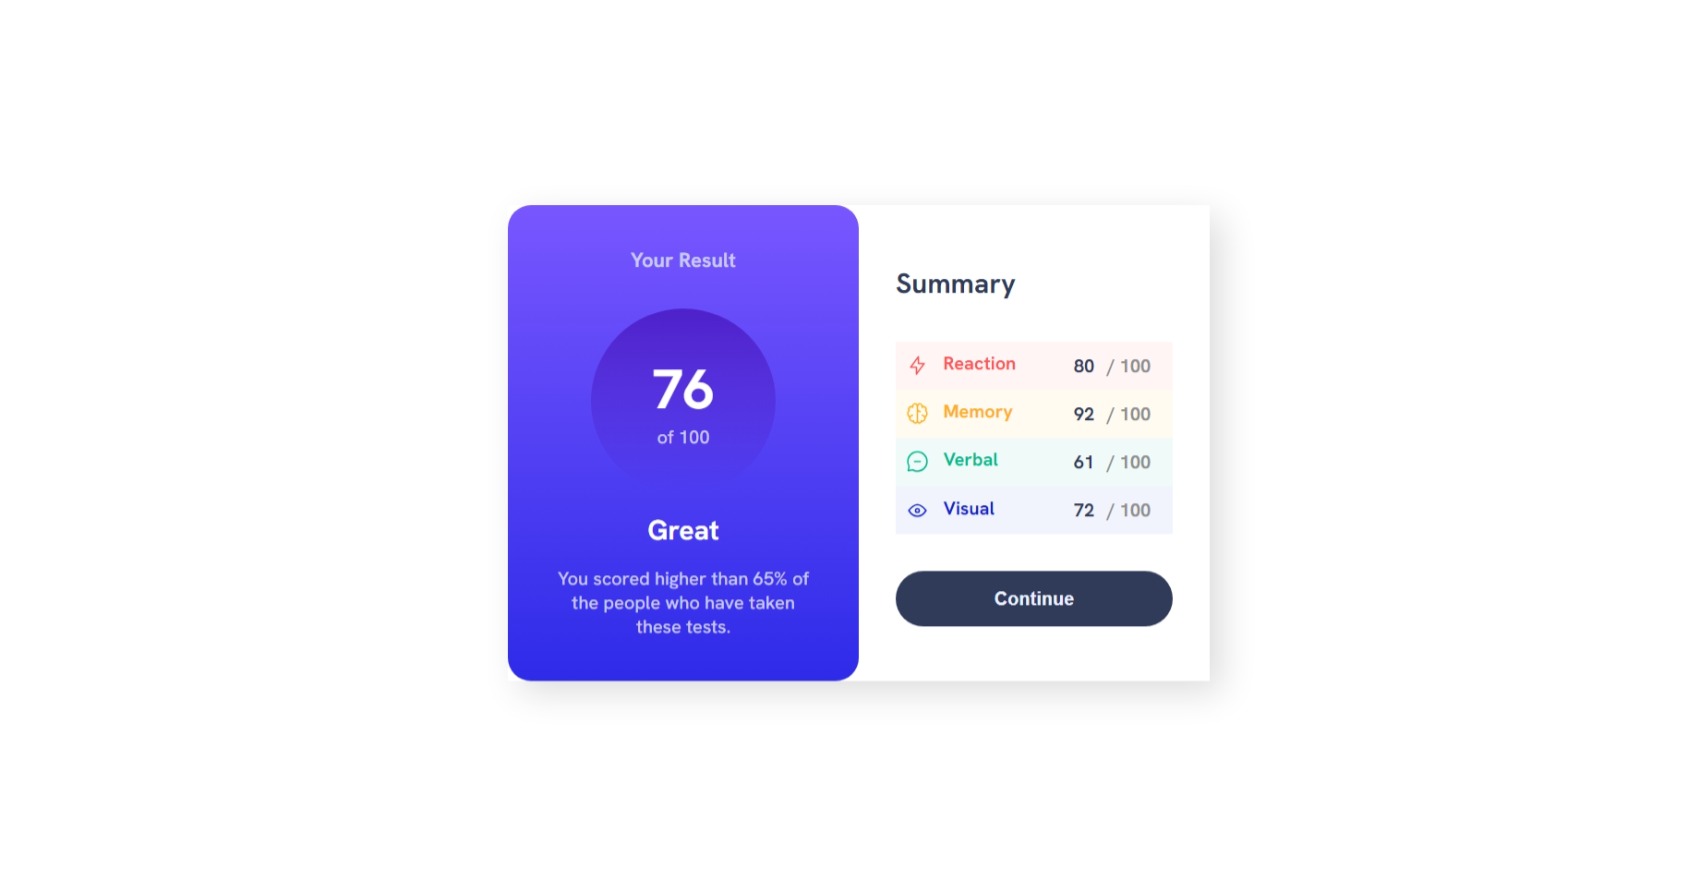 Your Result
76
of 100
Great
You scored higher than 65% of
the people who have taken
these tests.
Summary
Reaction 80 / 100
Memory 92 / 100
Verbal 61 / 100
Visual 72 / 100
Continue